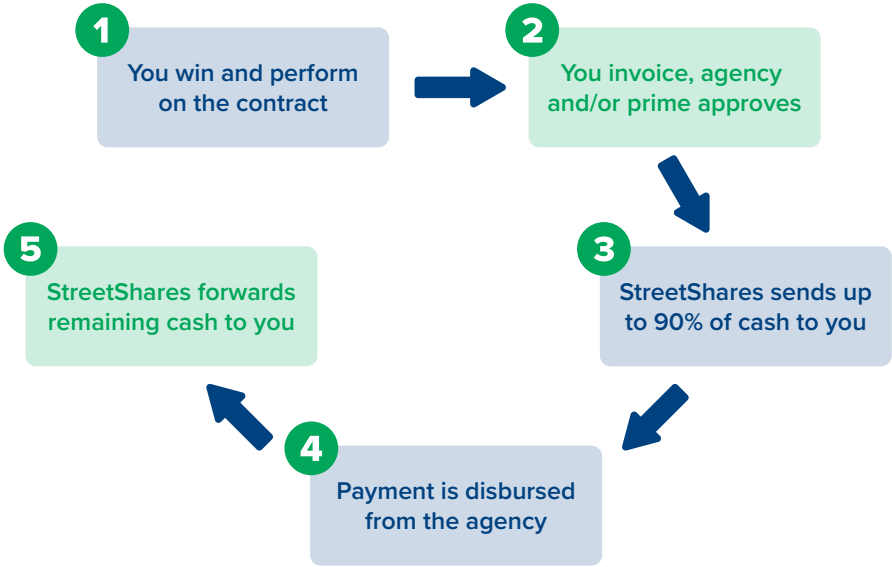 1
You win and perform
on the contract
2
You invoice, agency
and/or prime approves
3
StreetShares sends up
to 90% of cash to you
4
Payment is disbursed
from the agency
5
StreetShares forwards
remaining cash to you